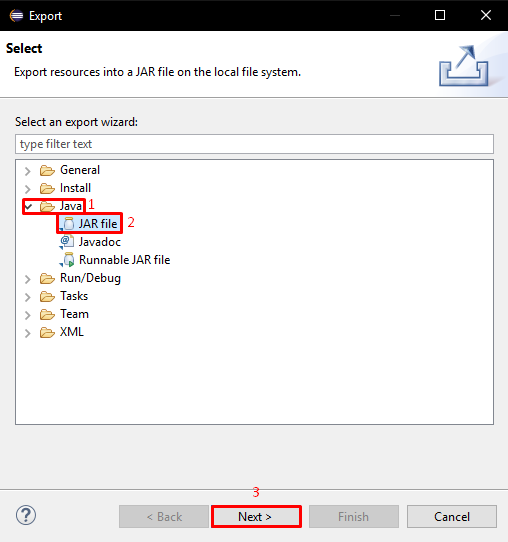 Export
Select
Export resources into a JAR file on the local file system.
Select an export wizard:
type filter text
General
Install
Java 1
JAR file 2
Javadoc
Runnable JAR file
Run/Debug
Tasks
Team
XML
3
? < Back Next > Finish Cancel